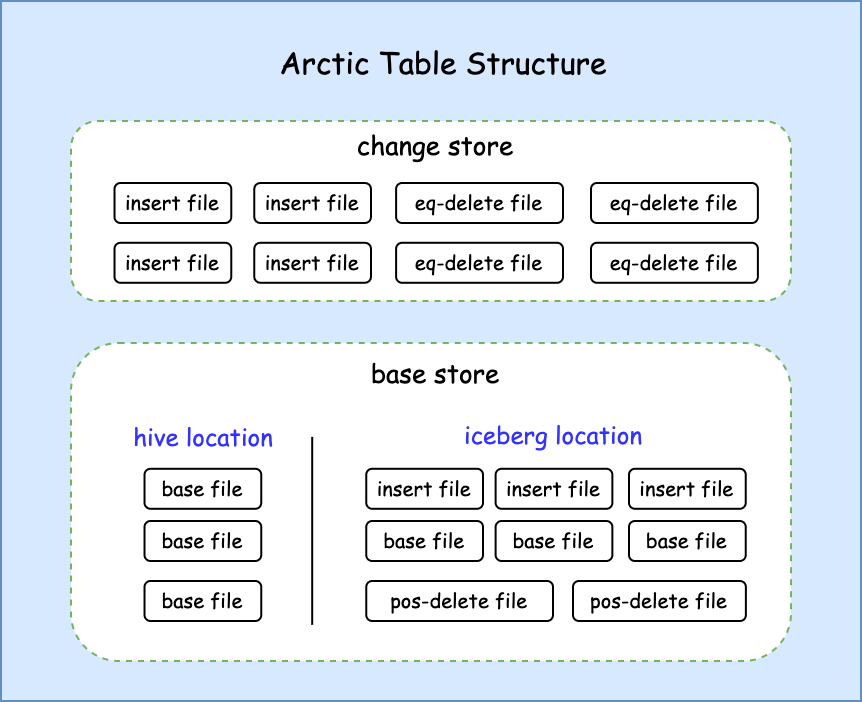 Arctic Table Structure
change store
insert file insert file eq-delete file eq-delete file
insert file insert file eq-delete file eq-delete file
base store
hive location iceberg location
base file insert file insert file insert file
base file base file base file base file
base file pos-delete file pos-delete file